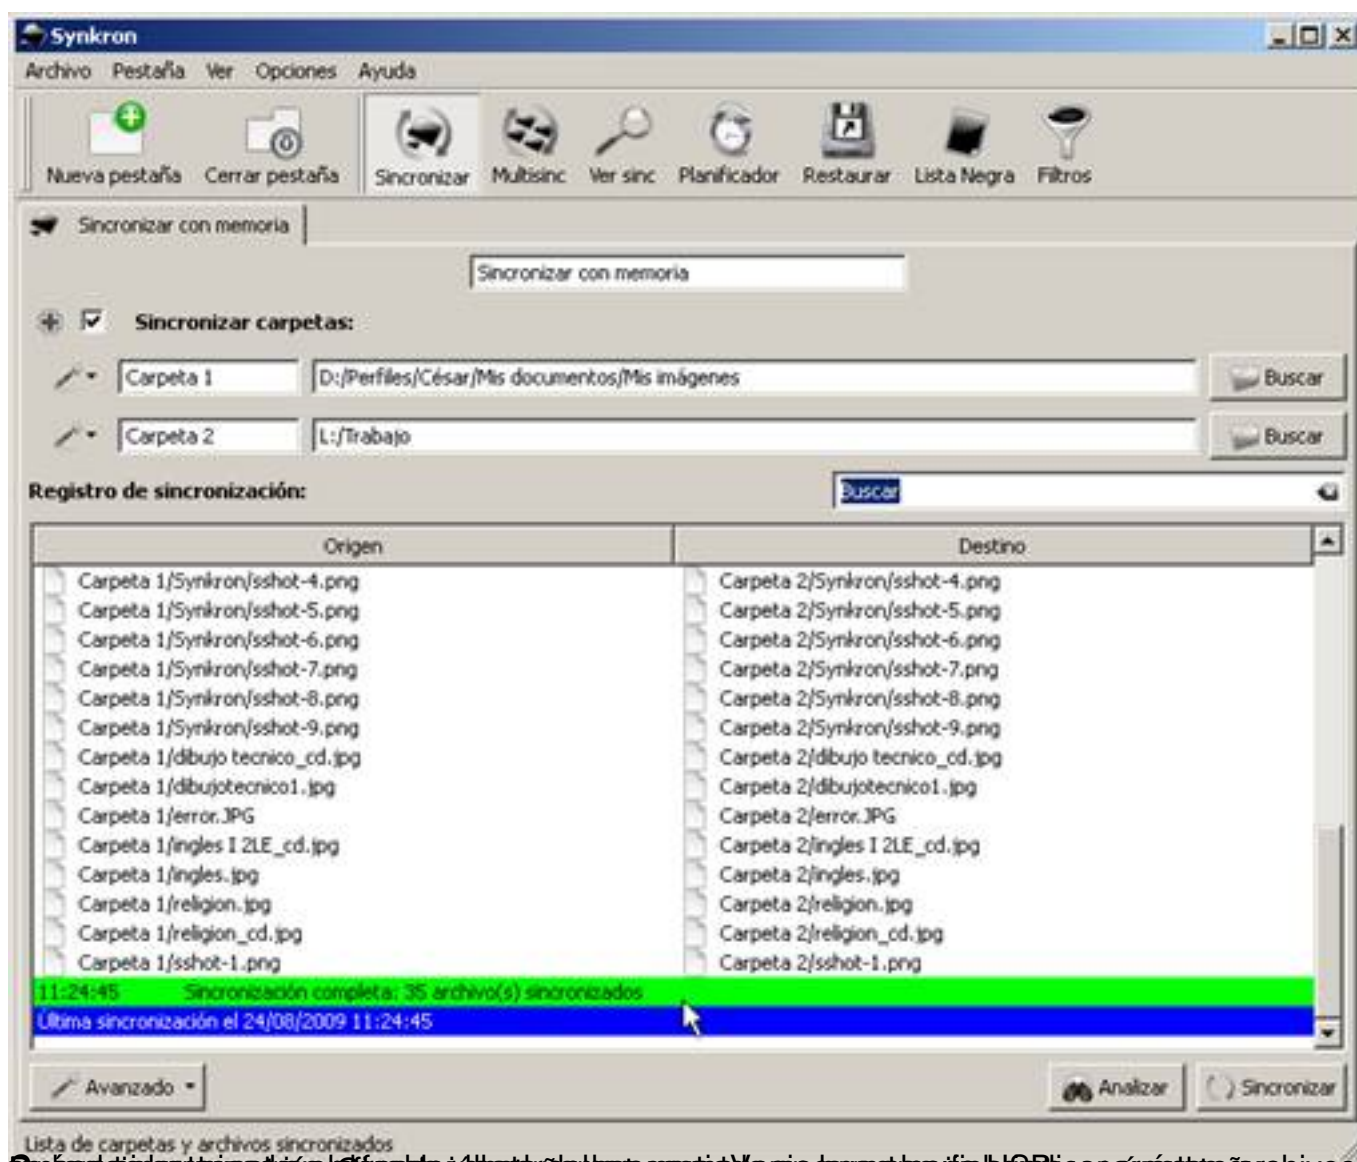 Synkron
Archivo Pestaña Ver Opciones Ayuda
Nueva pestaña Cerrar pestaña Sincronizar Multisinc Ver sinc Planificador Restaurar Lista Negra Filtros
Sincronizar con memoria
Sincronizar con memoria
Sincronizar carpetas:
Carpeta 1 D:/Perfiles/César/Mis documentos/Mis imágenes Buscar
Carpeta 2 L:/Trabajo Buscar
Registro de sincronización: Buscar
Origen Destino
Carpeta 1/Synkron/sshot-4.png Carpeta 2/Synkron/sshot-4.png
Carpeta 1/Synkron/sshot-5.png Carpeta 2/Synkron/sshot-5.png
Carpeta 1/Synkron/sshot-6.png Carpeta 2/Synkron/sshot-6.png
Carpeta 1/Synkron/sshot-7.png Carpeta 2/Synkron/sshot-7.png
Carpeta 1/Synkron/sshot-8.png Carpeta 2/Synkron/sshot-8.png
Carpeta 1/Synkron/sshot-9.png Carpeta 2/Synkron/sshot-9.png
Carpeta 1/dibujo tecnico_cd.jpg Carpeta 2/dibujo tecnico_cd.jpg
Carpeta 1/dibujotecnico1.jpg Carpeta 2/dibujotecnico1.jpg
Carpeta 1/error.JPG Carpeta 2/error.JPG
Carpeta 1/ingles I 2LE_cd.jpg Carpeta 2/ingles I 2LE_cd.jpg
Carpeta 1/ingles.jpg Carpeta 2/ingles.jpg
Carpeta 1/religion.jpg Carpeta 2/religion.jpg
Carpeta 1/religion_cd.jpg Carpeta 2/religion_cd.jpg
Carpeta 1/sshot-1.png Carpeta 2/sshot-1.png
11:24:45 Sincronización completa: 35 archivo(s) sincronizados
Última sincronización el 24/08/2009 11:24:45
Avanzado Analizar Sincronizar
Lista de carpetas y archivos sincronizados